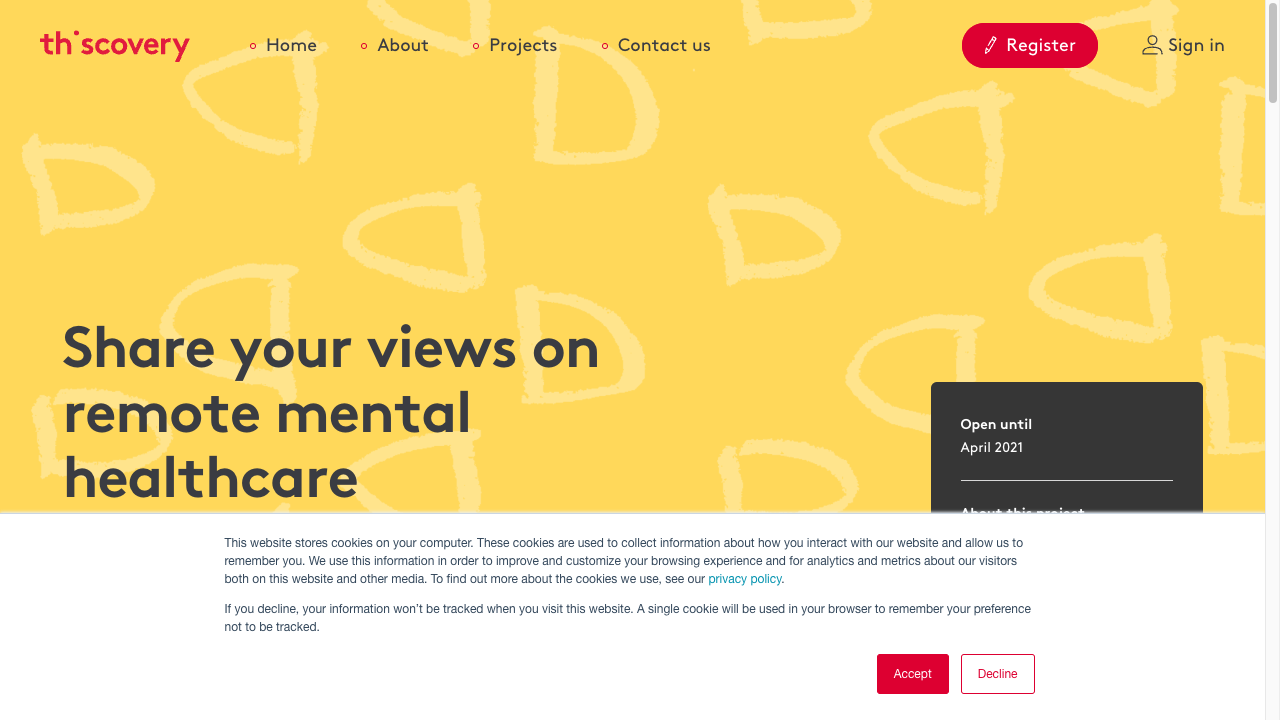 th·scovery
Home
About
Projects
Contact us
Register
Sign in
Share your views on
remote mental
healthcare
Open until
April 2021
About this project
This website stores cookies on your computer. These cookies are used to collect information about how you interact with our website and allow us to
remember you. We use this information in order to improve and customize your browsing experience and for analytics and metrics about our visitors
both on this website and other media. To find out more about the cookies we use, see our privacy policy.
If you decline, your information won’t be tracked when you visit this website. A single cookie will be used in your browser to remember your preference
not to be tracked.
Accept
Decline